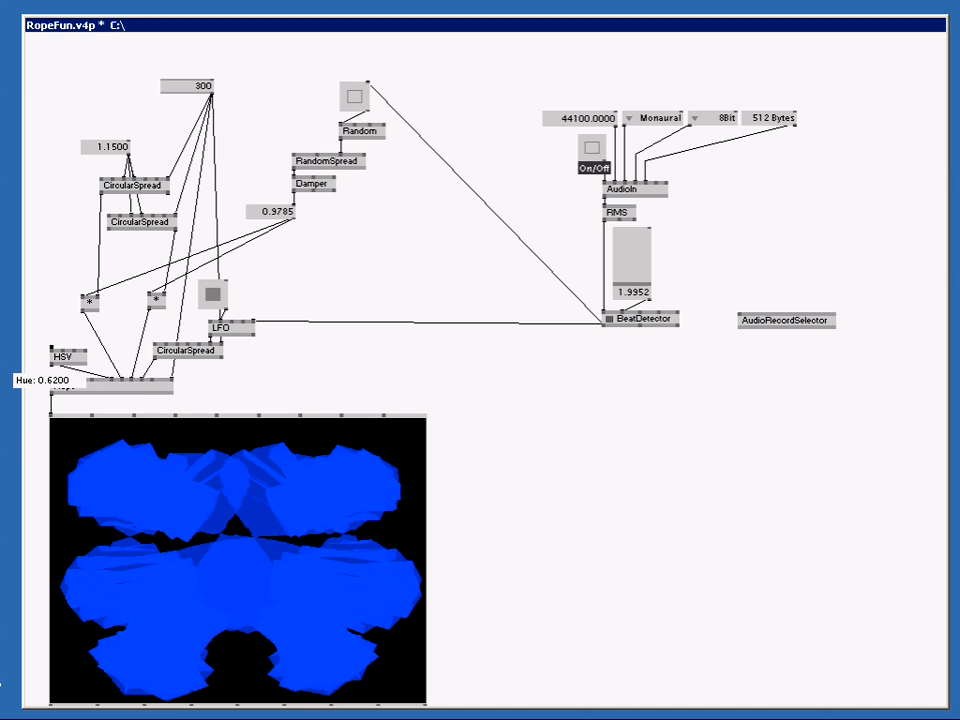 RopeFun.v4p * C:\
300
1.1500
44100.0000 Monaural 8Bit 512 Bytes
Random
RandomSpread
On/Off
CircularSpread
Damper
AudioIn
0.9785
RMS
CircularSpread
1.9952
*
*
BeatDetector
AudioRecordSelector
LFO
CircularSpread
HSV
Hue: 0.6200